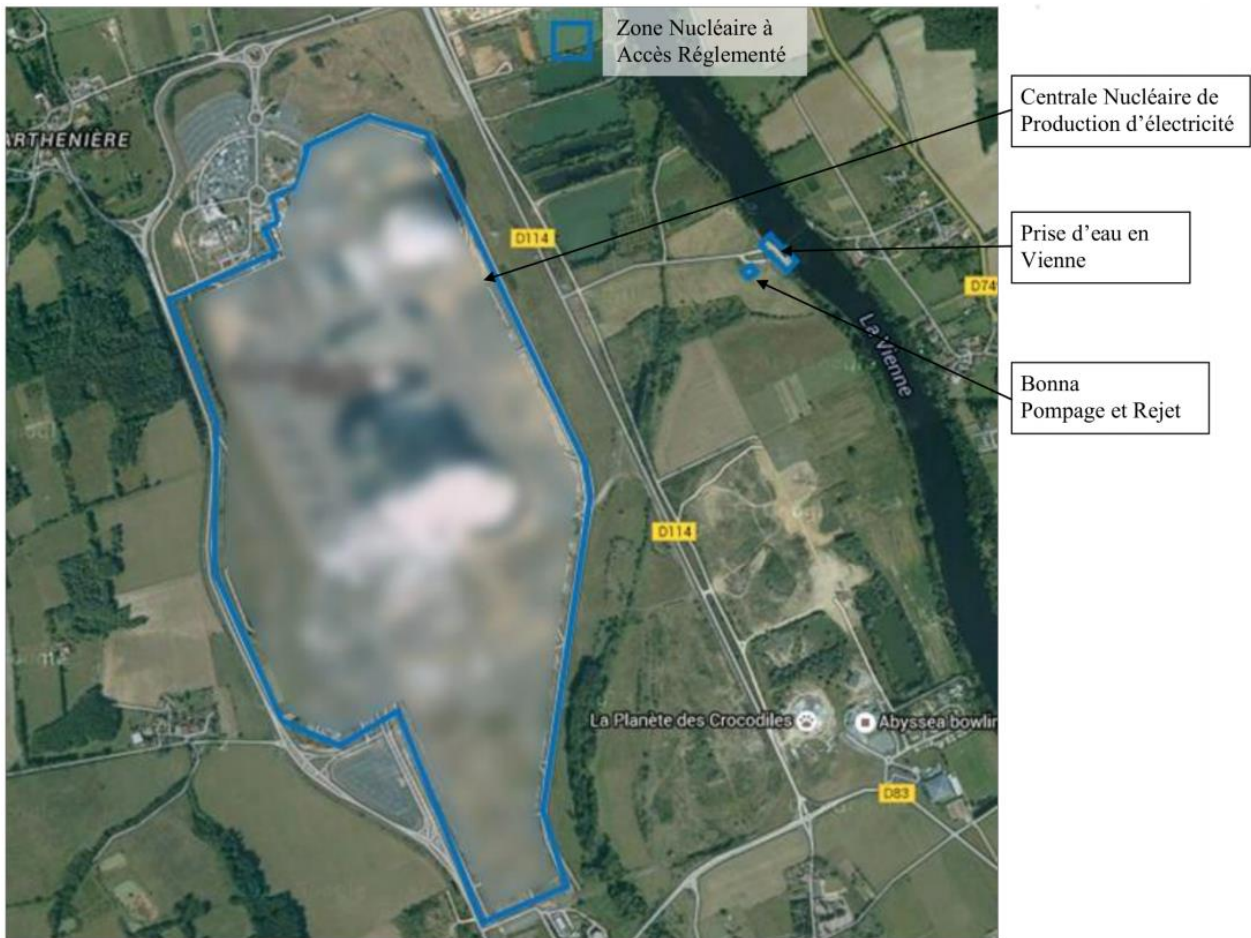 Zone Nucléaire à
Accès Réglementé
Centrale Nucléaire de
Production d'électricité
ARTHENIÈRE
Prise d'eau en
Vienne
D114
D749
La Vienne
Bonna
Pompage et Rejet
D114
La Planète des Crocodiles
Abyssea bowlin
D83